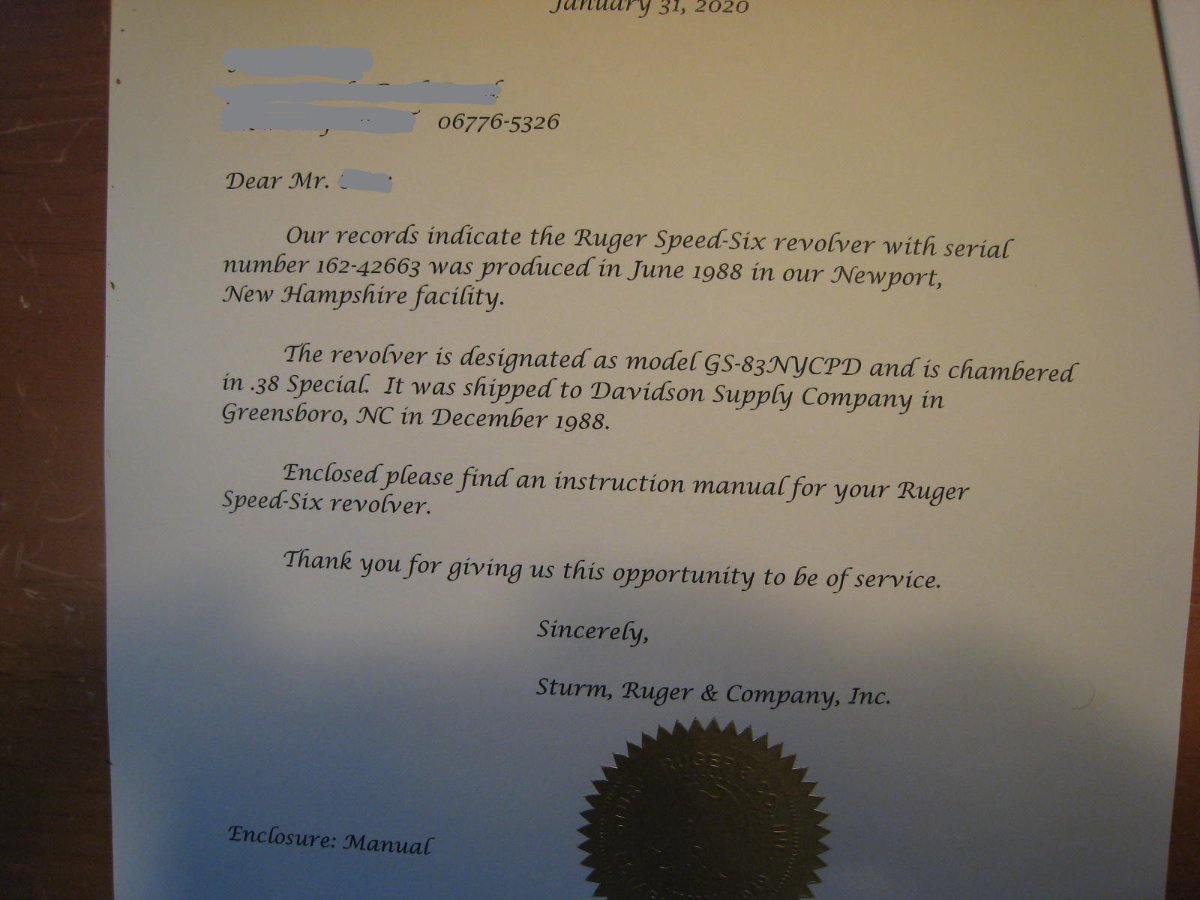 January 31, 2020
06776-5326
Dear Mr.
Our records indicate the Ruger Speed-Six revolver with serial
number 162-42663 was produced in June 1988 in our Newport,
New Hampshire facility.
The revolver is designated as model GS-83NYCPD and is chambered
in .38 Special. It was shipped to Davidson Supply Company in
Greensboro, NC in December 1988.
Enclosed please find an instruction manual for your Ruger
Speed-Six revolver.
Thank you for giving us this opportunity to be of service.
Sincerely,
Sturm, Ruger & Company, Inc.
RUGER &
Enclosure: Manual